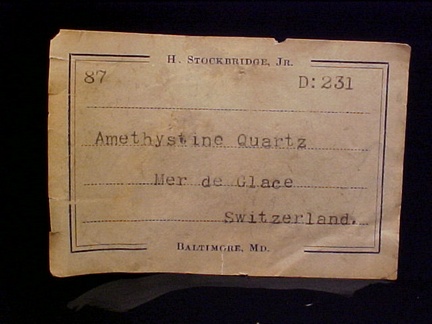 H. Stockbridge, Jr.
87 D:231
Amethystine Quartz
Mer de Glace
Switzerland.
Baltimore, Md.